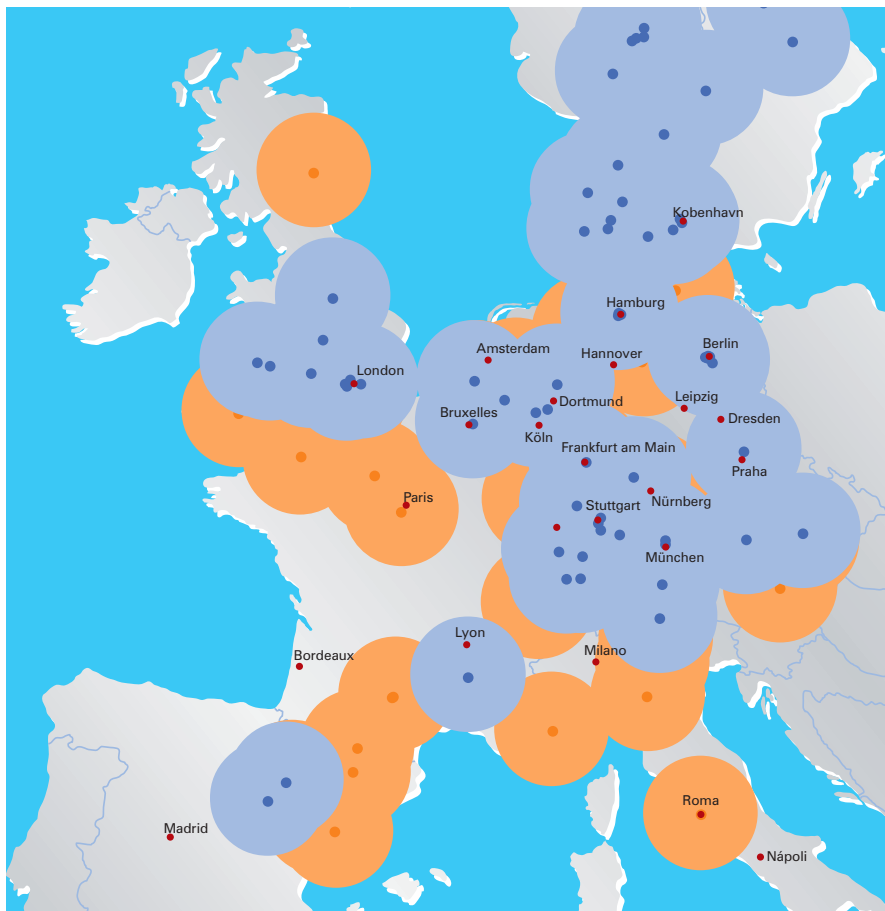 Kobenhavn
Hamburg
Amsterdam
Hannover
Berlin
London
Leipzig
Dortmund
Bruxelles
Dresden
Köln
Frankfurt am Main
Praha
Paris
Stuttgart
Nürnberg
München
Lyon
Bordeaux
Milano
Roma
Madrid
Nápoli